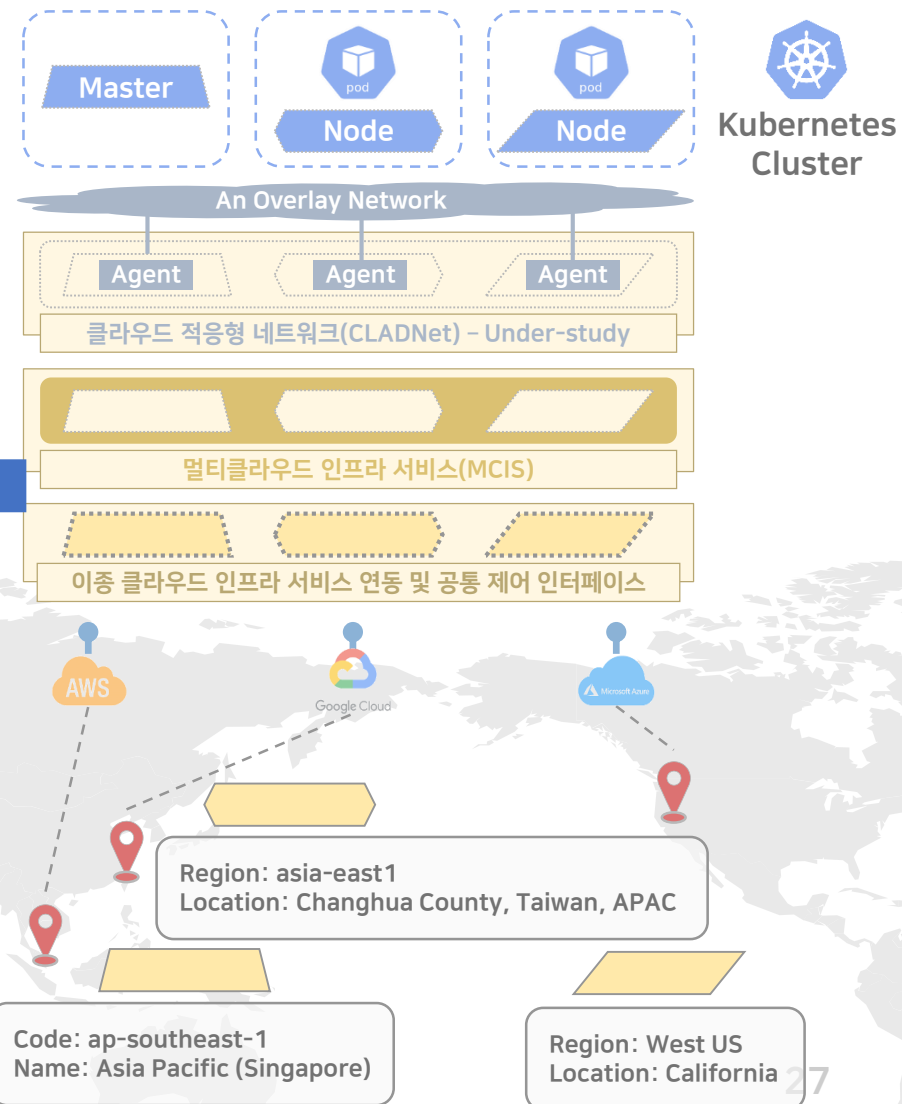 Master
pod
Node
pod
Node
Kubernetes
Cluster
An Overlay Network
Agent
Agent
Agent
클라우드 적응형 네트워크(CLADNet) – Under-study
멀티클라우드 인프라 서비스(MCIS)
이종 클라우드 인프라 서비스 연동 및 공통 제어 인터페이스
AWS
Google Cloud
Microsoft Azure
Region: asia-east1
Location: Changhua County, Taiwan, APAC
Code: ap-southeast-1
Name: Asia Pacific (Singapore)
Region: West US
Location: California
27